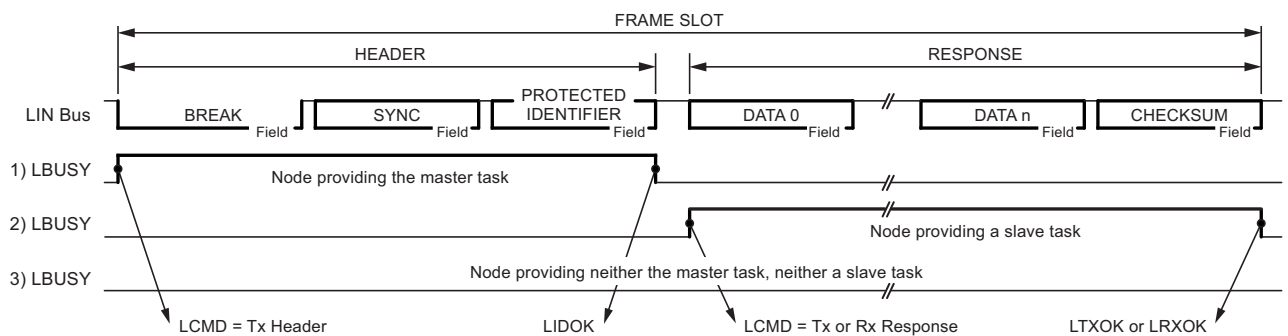 FRAME SLOT
HEADER
RESPONSE
LIN Bus
BREAK
Field
SYNC
Field
PROTECTED
IDENTIFIER
Field
DATA 0
Field
DATA n
Field
CHECKSUM
Field
1) LBUSY
Node providing the master task
2) LBUSY
Node providing a slave task
3) LBUSY
Node providing neither the master task, neither a slave task
LCMD = Tx Header
LIDOK
LCMD = Tx or Rx Response
LTXOK or LRXOK